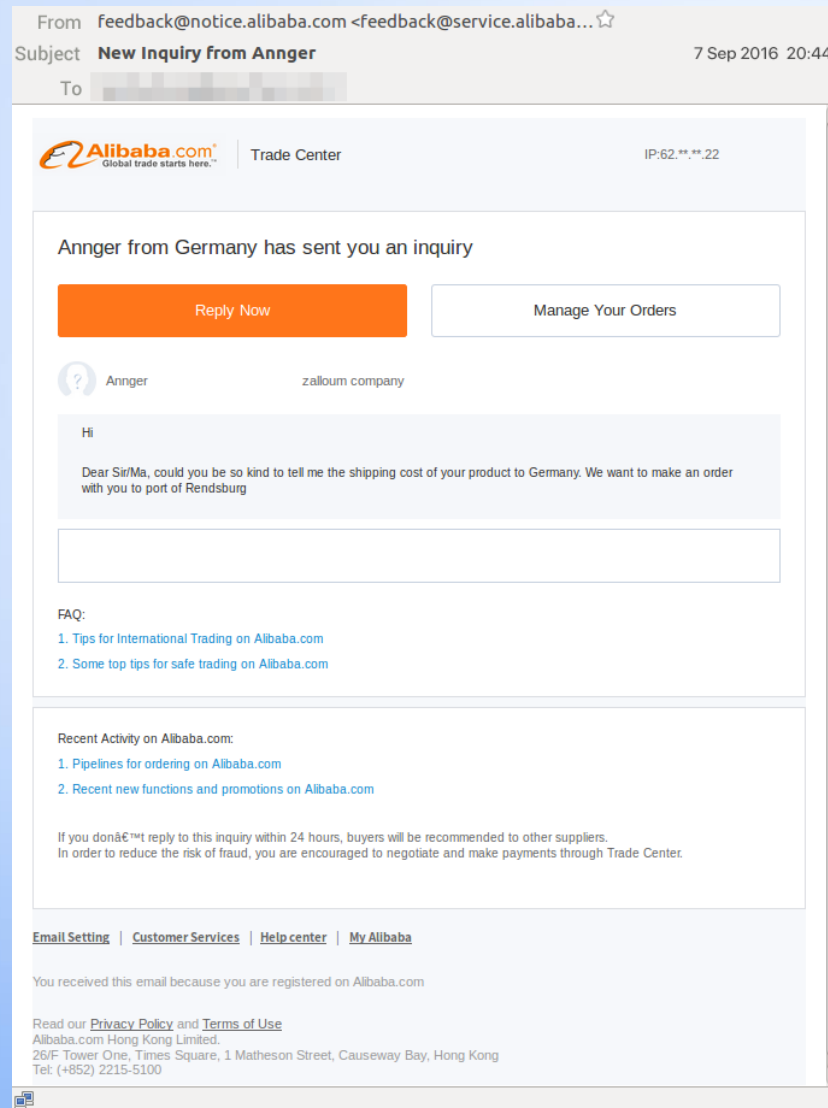 From feedback@notice.alibaba.com <feedback@service.alibaba...
Subject New Inquiry from Annger 7 Sep 2016 20:44
To
Alibaba.com® Trade Center IP:62.**.**.22
Global trade starts here.™
Annger from Germany has sent you an inquiry
Reply Now Manage Your Orders
Annger zalloum company
Hi
Dear Sir/Ma, could you be so kind to tell me the shipping cost of your product to Germany. We want to make an order
with you to port of Rendsburg
FAQ:
1. Tips for International Trading on Alibaba.com
2. Some top tips for safe trading on Alibaba.com
Recent Activity on Alibaba.com:
1. Pipelines for ordering on Alibaba.com
2. Recent new functions and promotions on Alibaba.com
If you donâ€™t reply to this inquiry within 24 hours, buyers will be recommended to other suppliers.
In order to reduce the risk of fraud, you are encouraged to negotiate and make payments through Trade Center.
Email Setting | Customer Services | Help center | My Alibaba
You received this email because you are registered on Alibaba.com
Read our Privacy Policy and Terms of Use
Alibaba.com Hong Kong Limited.
26/F Tower One, Times Square, 1 Matheson Street, Causeway Bay, Hong Kong
Tel: (+852) 2215-5100